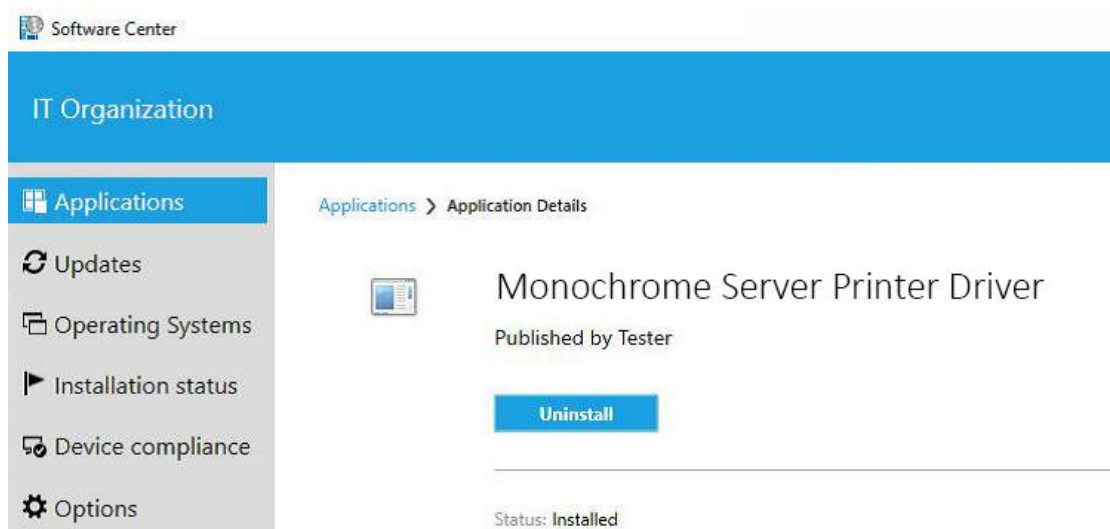 Software Center
IT Organization
Applications
Updates
Operating Systems
Installation status
Device compliance
Options
Applications > Application Details
Monochrome Server Printer Driver
Published by Tester
Uninstall
Status: Installed